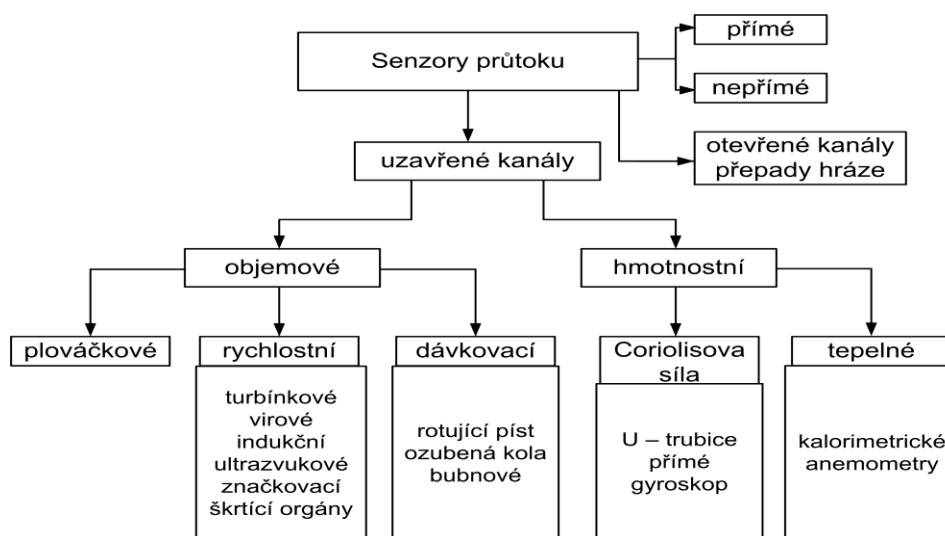 Senzory průtoku
přímé
nepřímé
otevřené kanály
přepady hráze
uzavřené kanály
objemové
hmotnostní
plováčkové
rychlostní
dávkovací
Coriolisova
síla
tepelné
turbínkové
virové
indukční
ultrazvukové
značkovací
škrtící orgány
rotující píst
ozubená kola
bubnové
U – trubice
přímé
gyroskop
kalorimetrické
anemometry